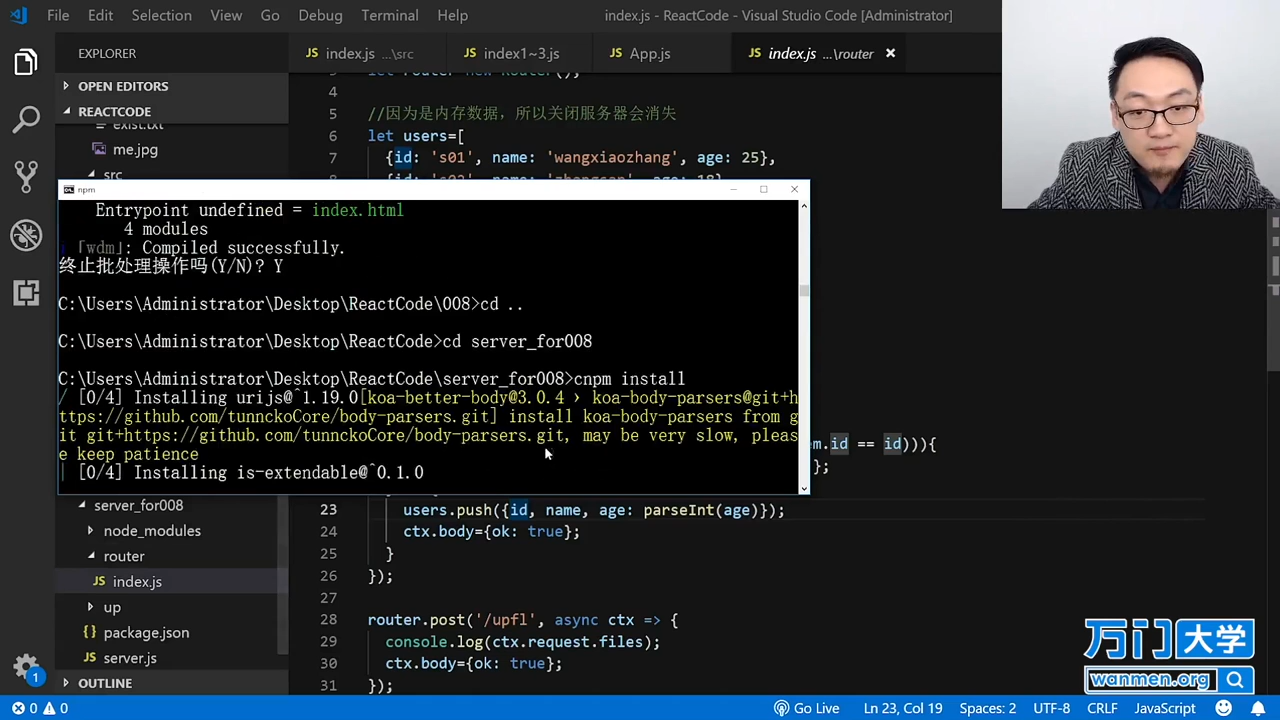 File Edit Selection View Go Debug Terminal Help
index.js - ReactCode - Visual Studio Code [Administrator]
EXPLORER
JS index.js ...\src
JS index1~3.js
JS App.js
JS index.js ...\router
OPEN EDITORS
REACTCODE
exist.txt
me.jpg
src
let router=new Router();
4
5 //因为是内存数据，所以关闭服务器会消失
6 let users=[
7 {id: 's01', name: 'wangxiaozhang', age: 25},
npm
Entrypoint undefined = index.html
4 modules
i ｢wdm｣: Compiled successfully.
终止批处理操作吗(Y/N)? Y
C:\Users\Administrator\Desktop\ReactCode\008>cd ..
C:\Users\Administrator\Desktop\ReactCode>cd server_for008
C:\Users\Administrator\Desktop\ReactCode\server_for008>cnpm install
/ [0/4] Installing urijs@^1.19.0[koa-better-body@3.0.4 › koa-body-parsers@git+h
ttps://github.com/tunnckoCore/body-parsers.git] install koa-body-parsers from g
it git+https://github.com/tunnckoCore/body-parsers.git, may be very slow, pleas
e keep patience
| [0/4] Installing is-extendable@^0.1.0
m.id == id))){
};
server_for008
node_modules
router
JS index.js
up
{} package.json
JS server.js
OUTLINE
23 users.push({id, name, age: parseInt(age)});
24 ctx.body={ok: true};
25 }
26 });
27
28 router.post('/upfl', async ctx => {
29 console.log(ctx.request.files);
30 ctx.body={ok: true};
31 });
万门大学
wanmen.org
1
0 0
Go Live
Ln 23, Col 19
Spaces: 2
UTF-8
CRLF
JavaScript